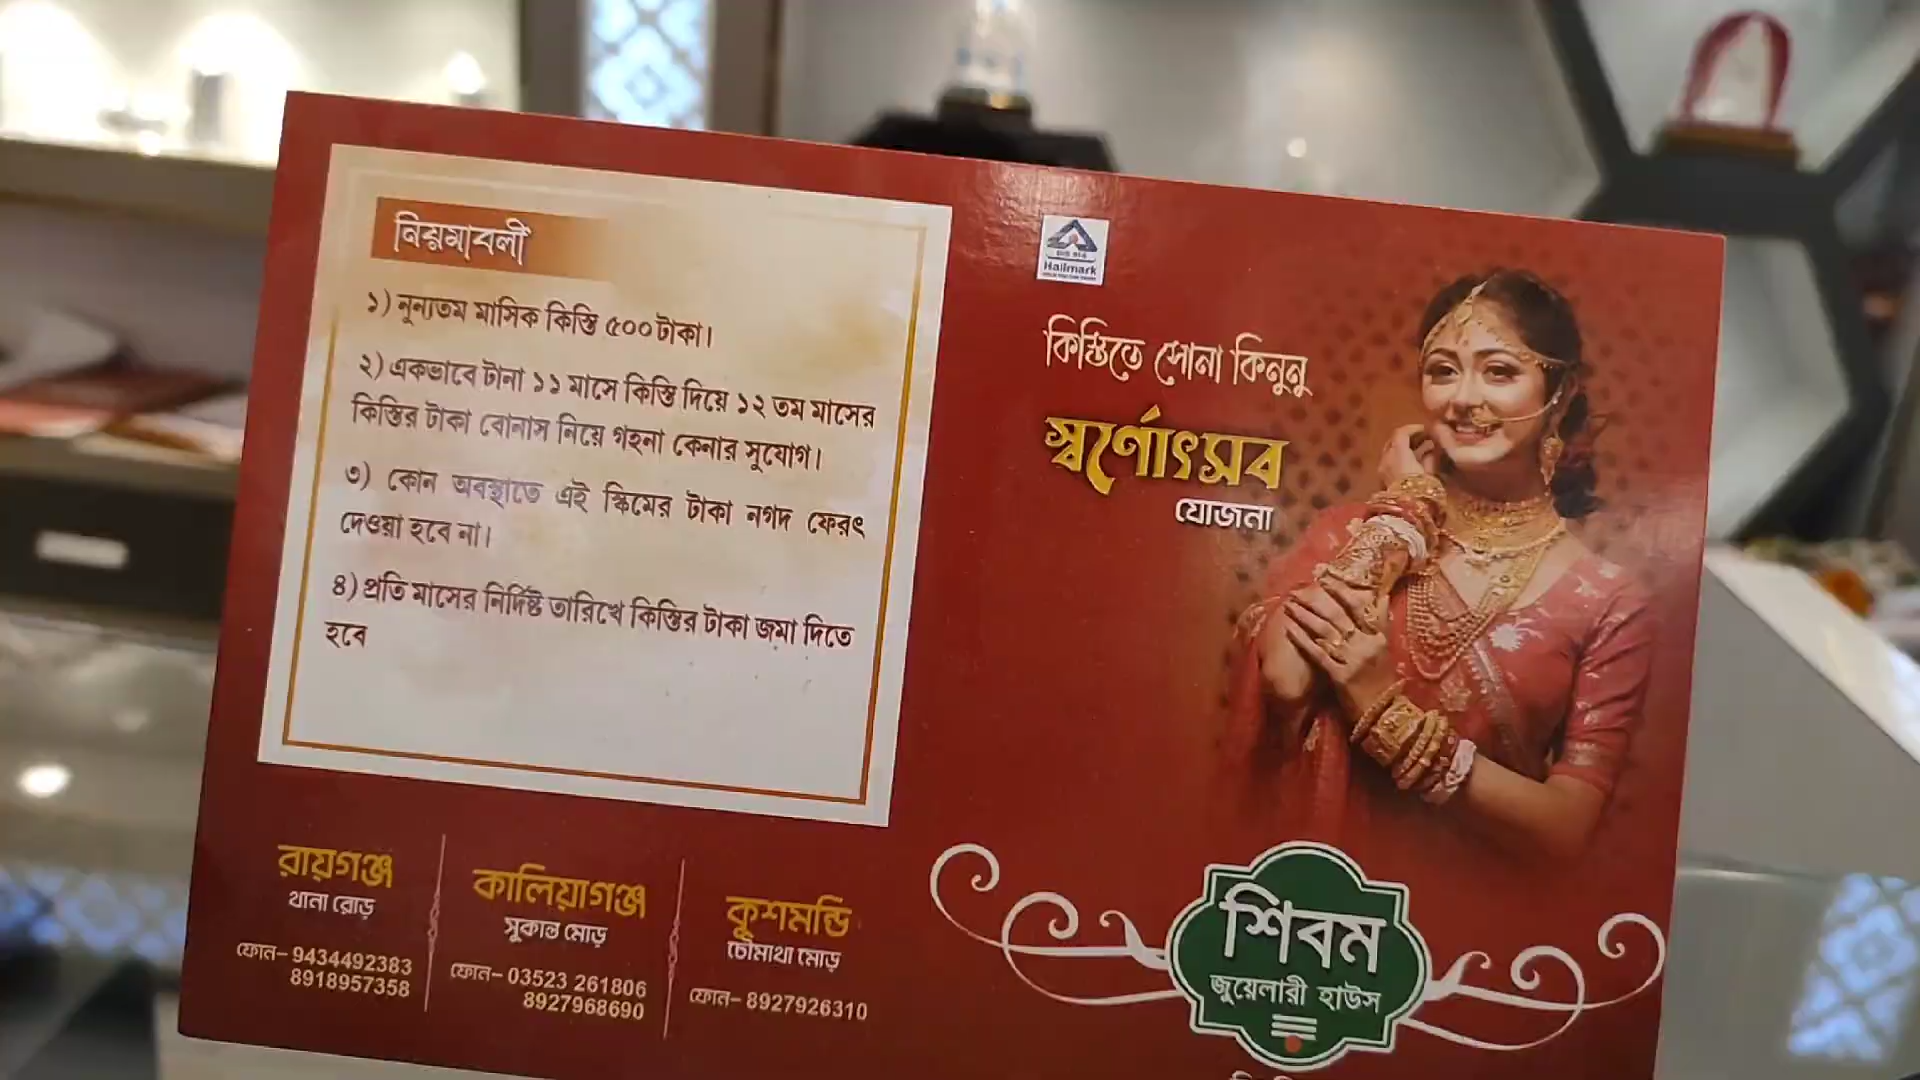 নিয়মাবলী
১) নূন্যতম মাসিক কিস্তি ৫০০ টাকা।
২) একভাবে টানা ১১ মাসে কিস্তি দিয়ে ১২ তম মাসের
কিস্তির টাকা বোনাস নিয়ে গহনা কেনার সুযোগ।
৩) কোন অবস্থাতে এই স্কিমের টাকা নগদ ফেরৎ
দেওয়া হবে না।
৪) প্রতি মাসের নির্দিষ্ট তারিখে কিস্তির টাকা জমা দিতে
হবে
রায়গঞ্জ
থানা রোড়
ফোন– 9434492383
8918957358
কালিয়াগঞ্জ
সুকান্ত মোড়
ফোন– 03523 261806
8927968690
কুশমন্ডি
চৌমাথা মোড়
ফোন– 8927926310
Hallmark
কিস্তিতে সোনা কিনুনু
স্বর্ণোৎসব
যোজনা
শিবম
জুয়েলারী হাউস